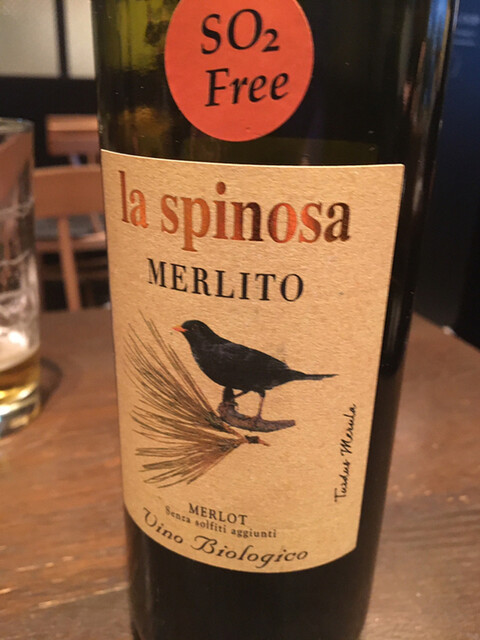 SO2
Free
la spinosa
MERLITO
Turdus Merula
MERLOT
Senza solfiti aggiunti
Vino Biologico